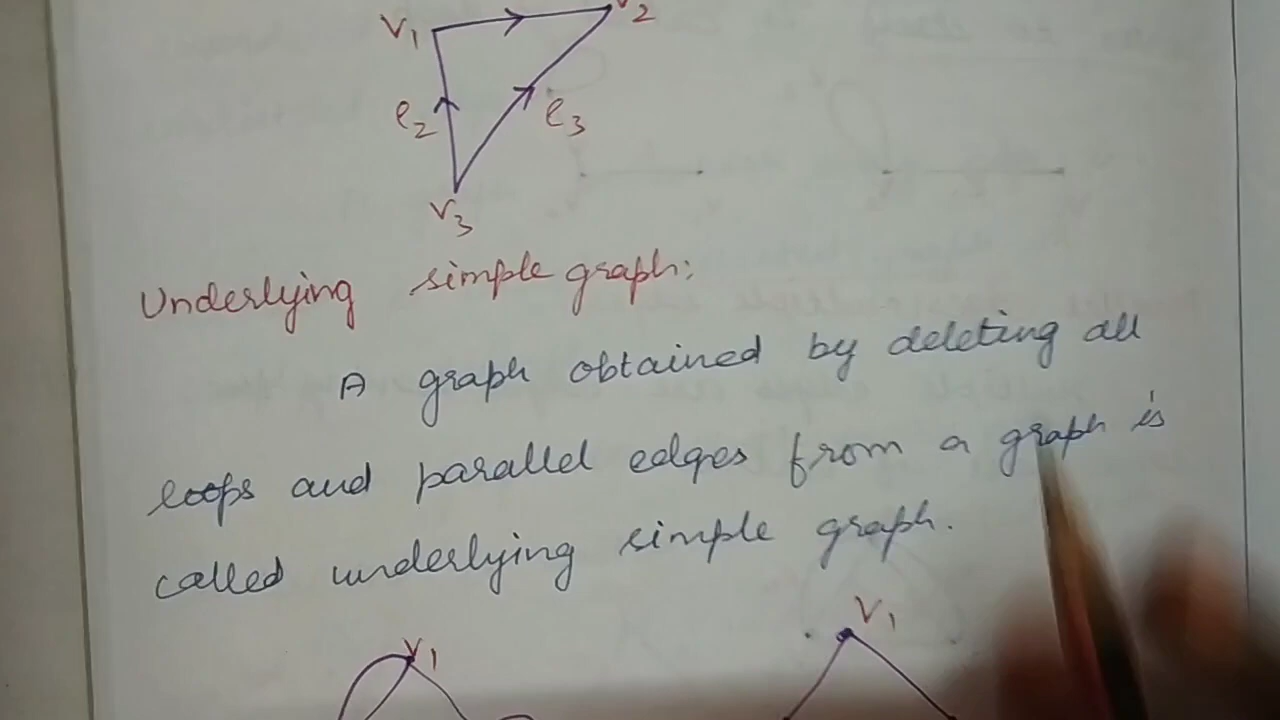 V1 V2
e2 e3
V3
Underlying simple graph:
A graph obtained by deleting all
loops and parallel edges from a graph is
called underlying simple graph.
V1 V1